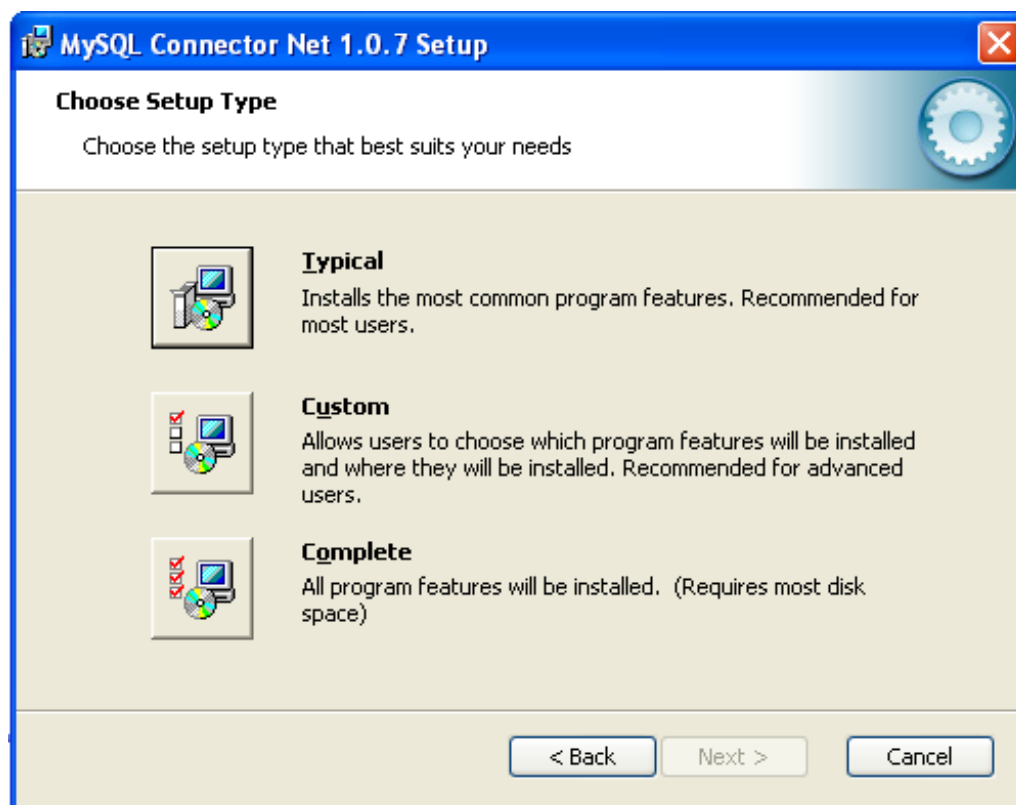 MySQL Connector Net 1.0.7 Setup
Choose Setup Type
Choose the setup type that best suits your needs
Typical
Installs the most common program features. Recommended for
most users.
Custom
Allows users to choose which program features will be installed
and where they will be installed. Recommended for advanced
users.
Complete
All program features will be installed.  (Requires most disk
space)
< Back
Next >
Cancel